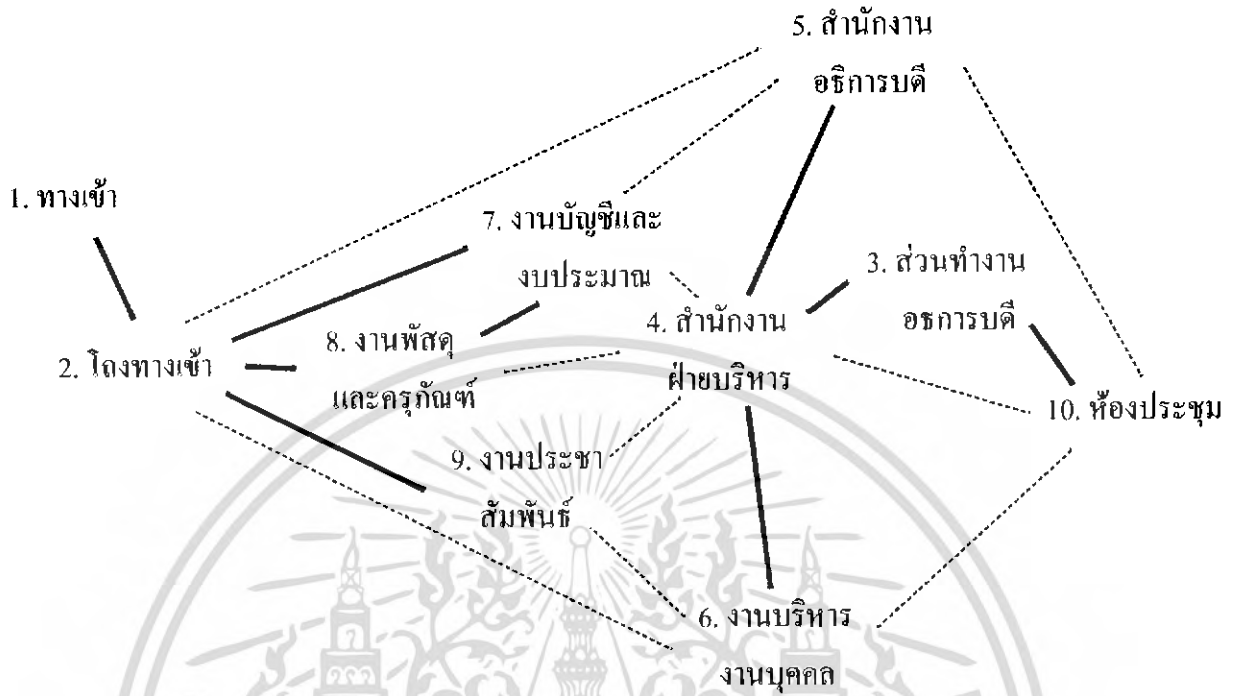 5. สำนักงาน
อธิการบดี
1. ทางเข้า
7. งานบัญชีและ
งบประมาณ
3. ส่วนทำงาน
อธการบดี
4. สำนักงาน
ฝ่ายบริหาร
8. งานพัสดุ
และครุภัณฑ์
2. โถงทางเข้า
10. ห้องประชุม
9. งานประชา
สัมพันธ์
6. งานบริหาร
งานบุคคล